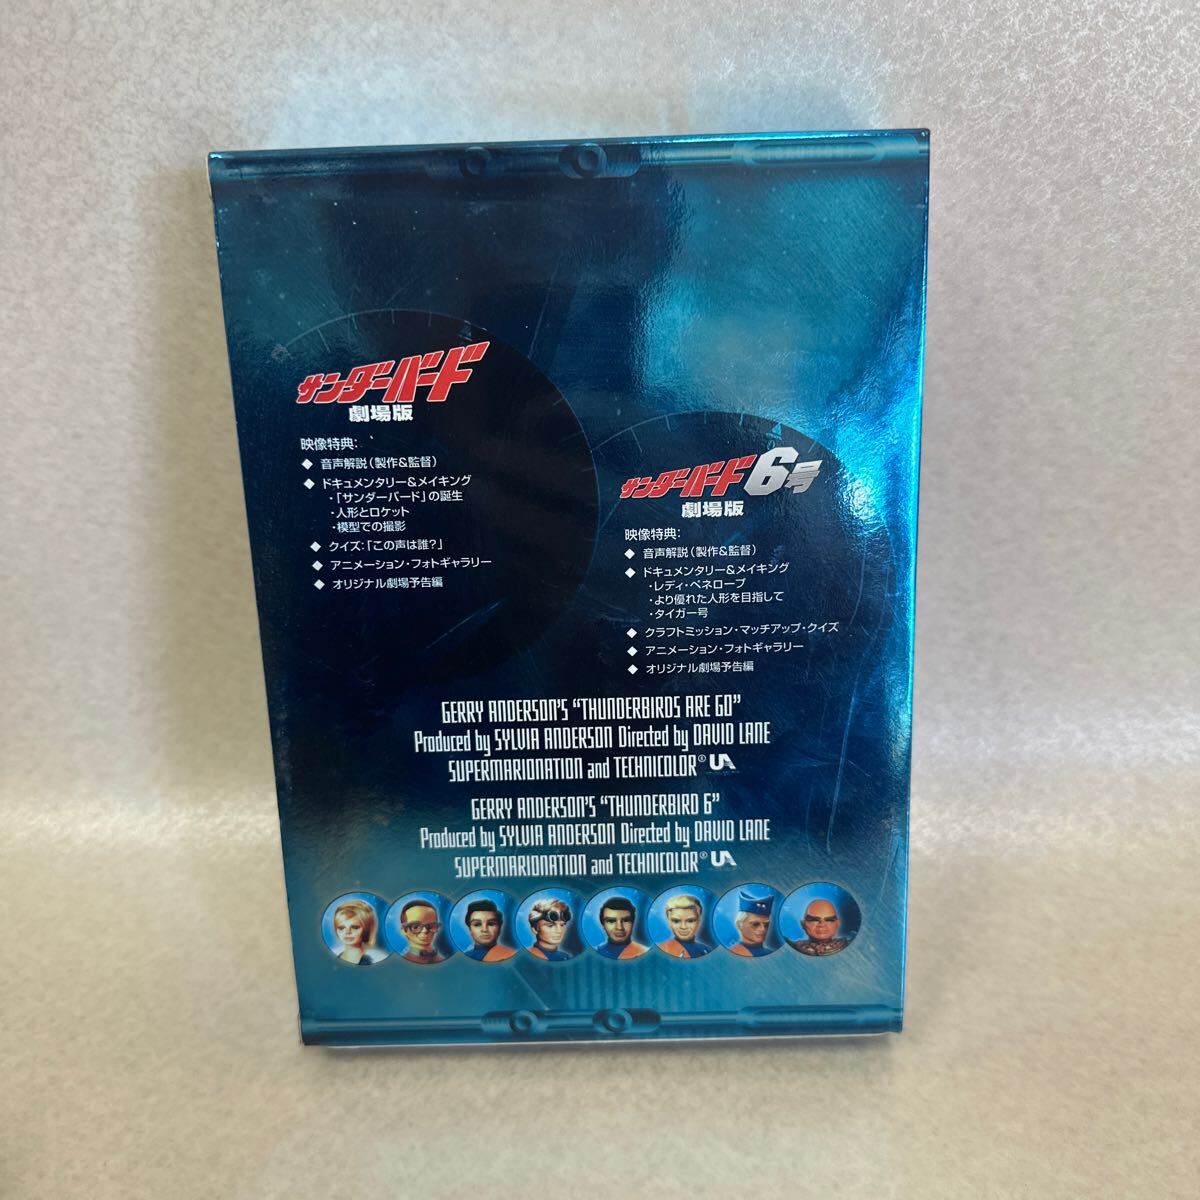 サンダーバード
劇場版
映像特典:
◆ 音声解説(製作&監督)
◆ ドキュメンタリー&メイキング
・「サンダーバード」の誕生
・人形とロケット
・模型での撮影
◆ クイズ:「この声は誰?」
◆ アニメーション・フォトギャラリー
◆ オリジナル劇場予告編
サンダーバード6号
劇場版
映像特典:
◆ 音声解説(製作&監督)
◆ ドキュメンタリー&メイキング
・レディ・ペネロープ
・より優れた人形を目指して
・タイガー号
◆ クラフトミッション・マッチアップ・クイズ
◆ アニメーション・フォトギャラリー
◆ オリジナル劇場予告編
GERRY ANDERSON'S "THUNDERBIRDS ARE GO"
Produced by SYLVIA ANDERSON Directed by DAVID LANE
SUPERMARIONATION and TECHNICOLOR® UA
GERRY ANDERSON'S "THUNDERBIRD 6"
Produced by SYLVIA ANDERSON Directed by DAVID LANE
SUPERMARIONATION and TECHNICOLOR® UA